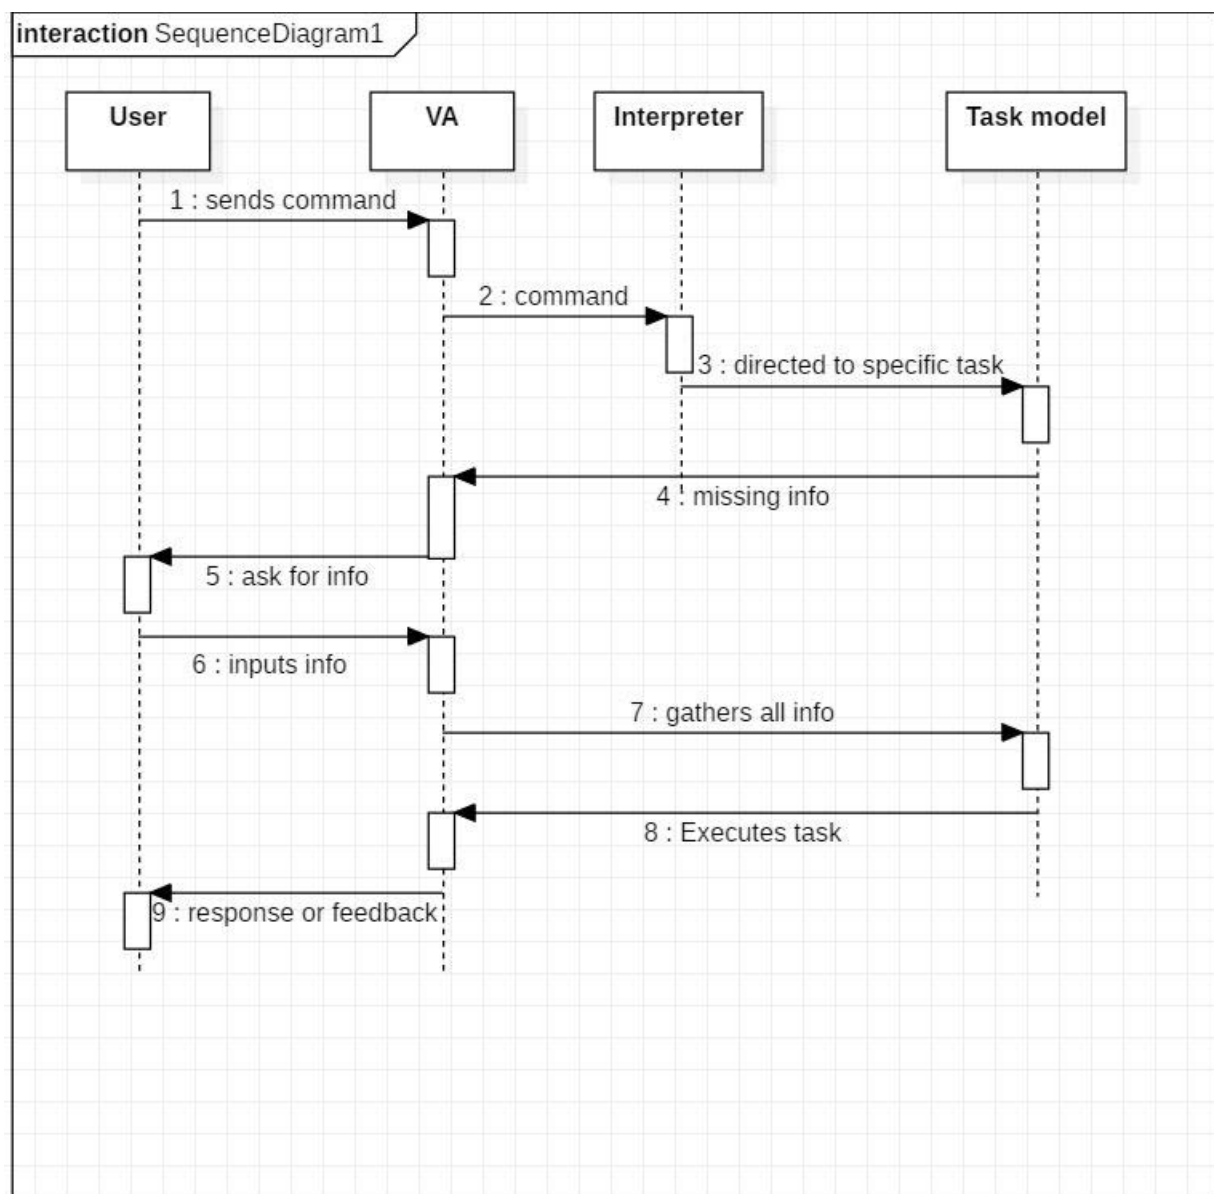 interaction SequenceDiagram1
User
VA
Interpreter
Task model
1 : sends command
2 : command
3 : directed to specific task
4 : missing info
5 : ask for info
6 : inputs info
7 : gathers all info
8 : Executes task
9 : response or feedback